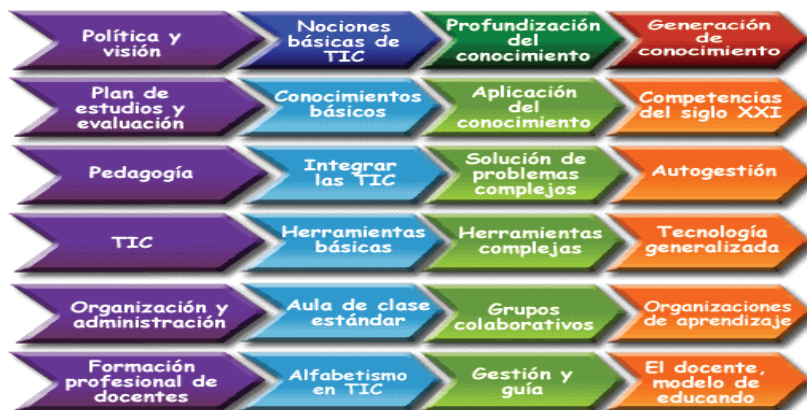 Política y
visión
Nociones
básicas de
TIC
Profundización
del
conocimiento
Generación
de
conocimiento
Plan de
estudios y
evaluación
Conocimientos
básicos
Aplicación
del
conocimiento
Competencias
del siglo XXI
Pedagogía
Integrar
las TIC
Solución de
problemas
complejos
Autogestión
TIC
Herramientas
básicas
Herramientas
complejas
Tecnología
generalizada
Organización y
administración
Aula de clase
estándar
Grupos
colaborativos
Organizaciones
de aprendizaje
Formación
profesional de
docentes
Alfabetismo
en TIC
Gestión y
guía
El docente,
modelo de
educando